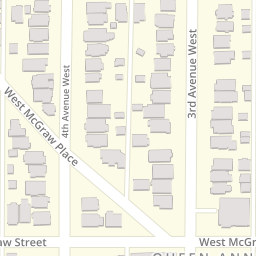 3rd Avenue West
4th Avenue West
West McGraw Place
aw Street
West McGr
QUEEN ANN